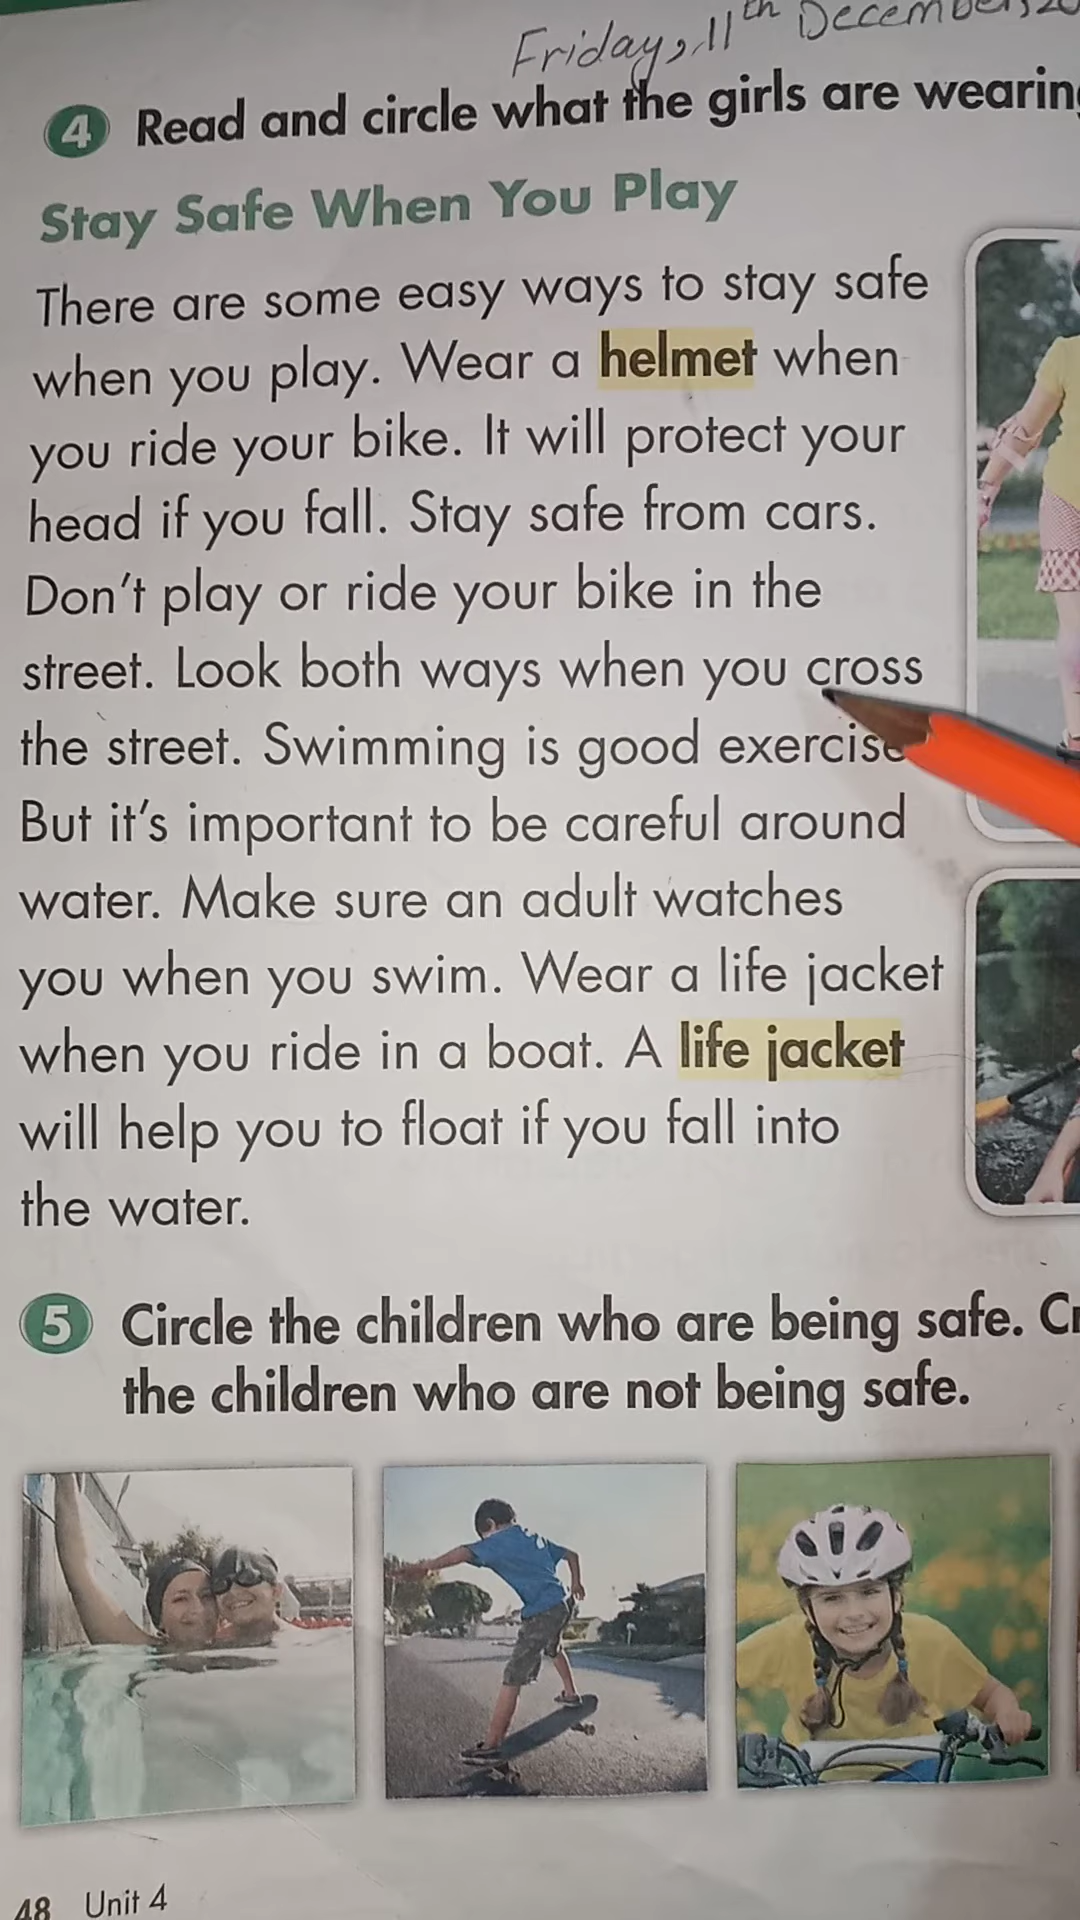 Friday, 11th December,
4 Read and circle what the girls are wearing
Stay Safe When You Play
There are some easy ways to stay safe
when you play. Wear a helmet when
you ride your bike. It will protect your
head if you fall. Stay safe from cars.
Don't play or ride your bike in the
street. Look both ways when you cross
the street. Swimming is good exercise
But it's important to be careful around
water. Make sure an adult watches
you when you swim. Wear a life jacket
when you ride in a boat. A life jacket
will help you to float if you fall into
the water.
5 Circle the children who are being safe.
the children who are not being safe.
48 Unit 4